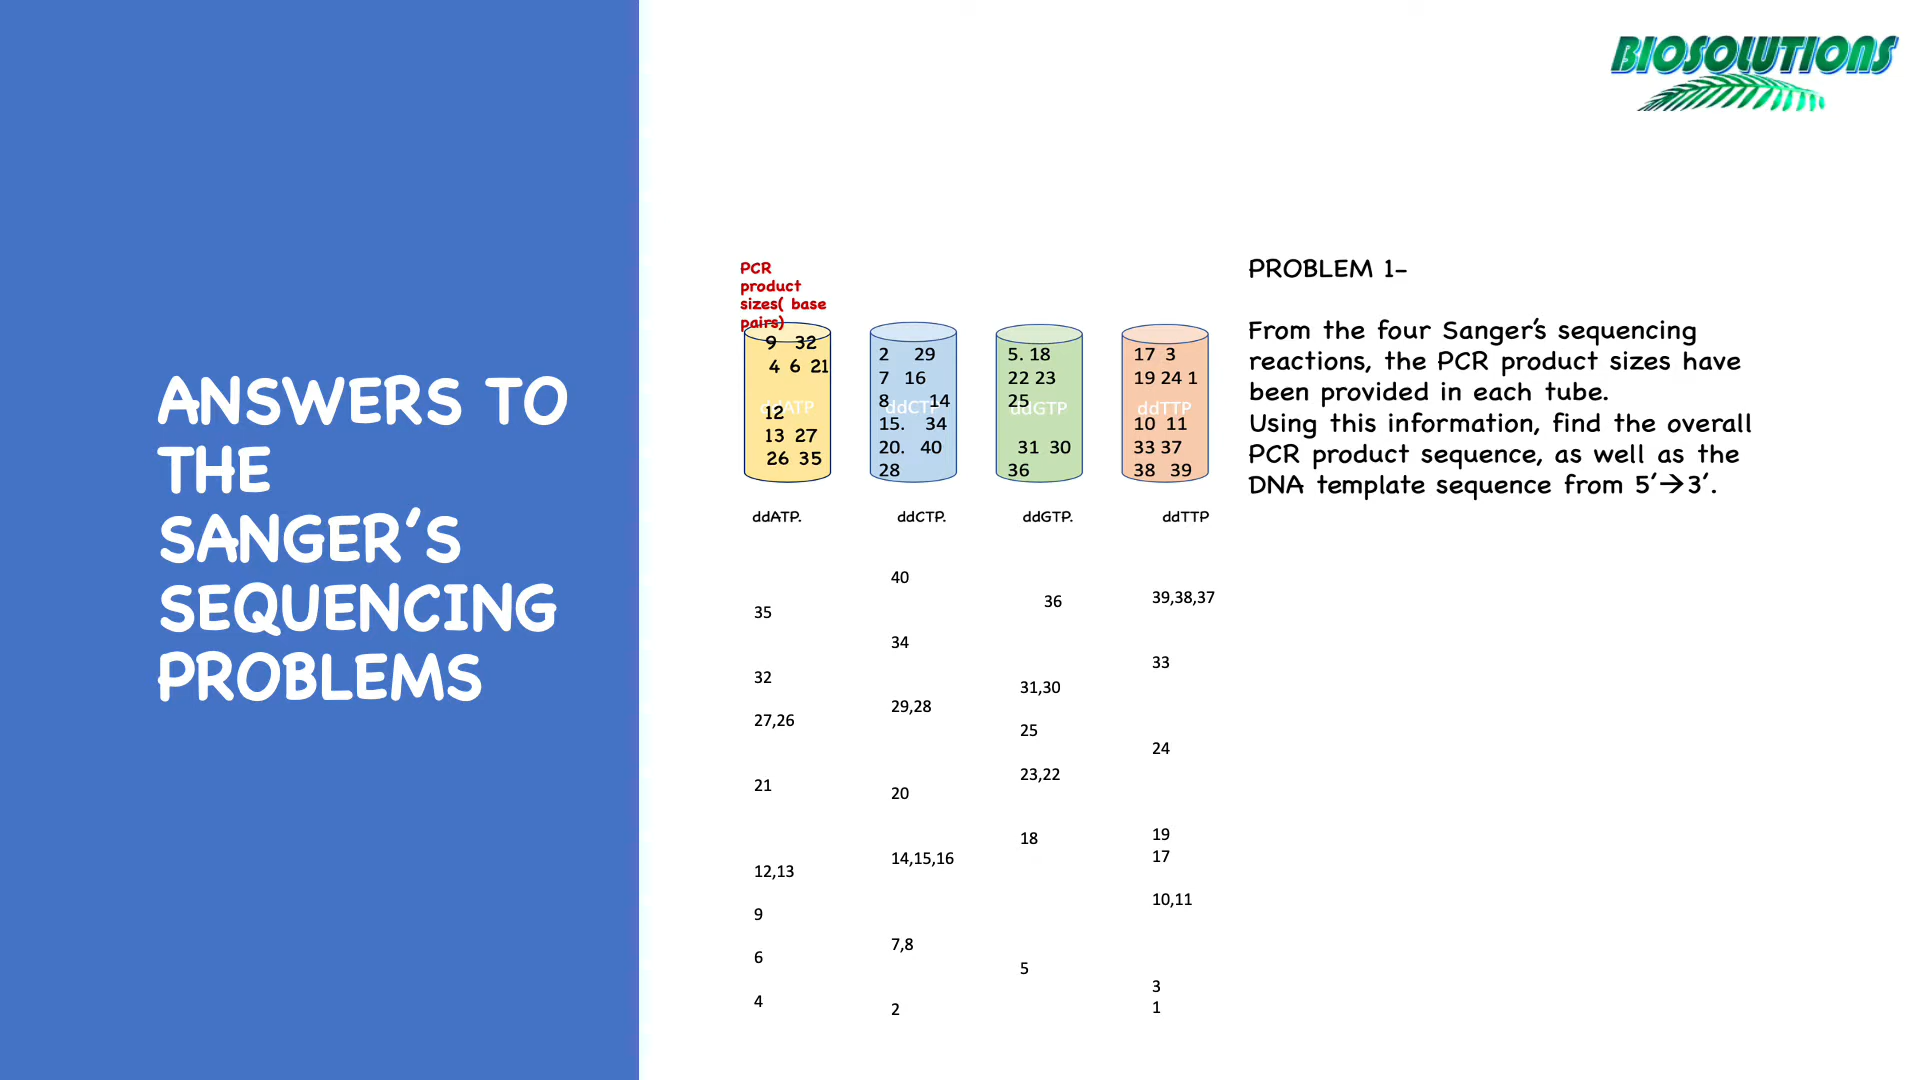 BIOSOLUTIONS
ANSWERS TO
THE
SANGER’S
SEQUENCING
PROBLEMS
PCR
product
sizes( base
pairs)
9 32
4 6 21
ddATP
12
13 27
26 35
2 29
7 16
8 14
ddCTP
15. 34
20. 40
28
5. 18
22 23
25
ddGTP
31 30
36
17 3
19 24 1
ddTTP
10 11
33 37
38 39
PROBLEM 1-
From the four Sanger’s sequencing
reactions, the PCR product sizes have
been provided in each tube.
Using this information, find the overall
PCR product sequence, as well as the
DNA template sequence from 5’→3’.
ddATP. ddCTP. ddGTP. ddTTP
40
39,38,37
36
35
34
33
32
31,30
29,28
27,26
25
24
23,22
21
20
19
18
17
14,15,16
12,13
10,11
9
7,8
6
5
4
3
2
1